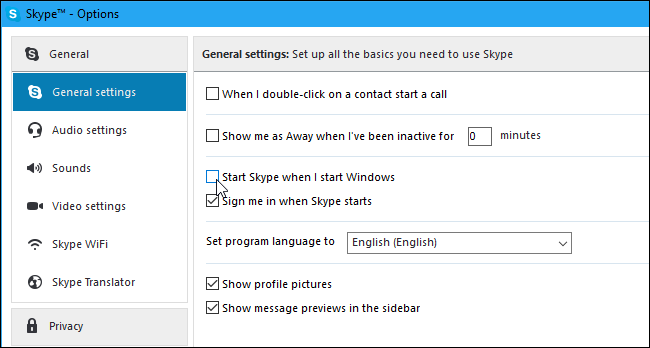 Skype™ - Options
General
General settings
Audio settings
Sounds
Video settings
Skype WiFi
Skype Translator
Privacy
General settings: Set up all the basics you need to use Skype
When I double-click on a contact start a call
Show me as Away when I've been inactive for 0 minutes
Start Skype when I start Windows
Sign me in when Skype starts
Set program language to English (English)
Show profile pictures
Show message previews in the sidebar